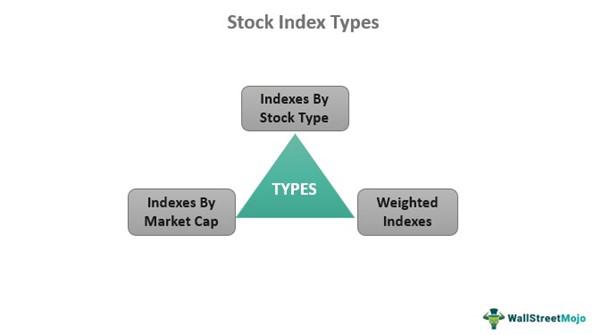 Stock Index Types
Indexes By
Stock Type
TYPES
Indexes By
Market Cap
Weighted
Indexes
WallStreetMojo